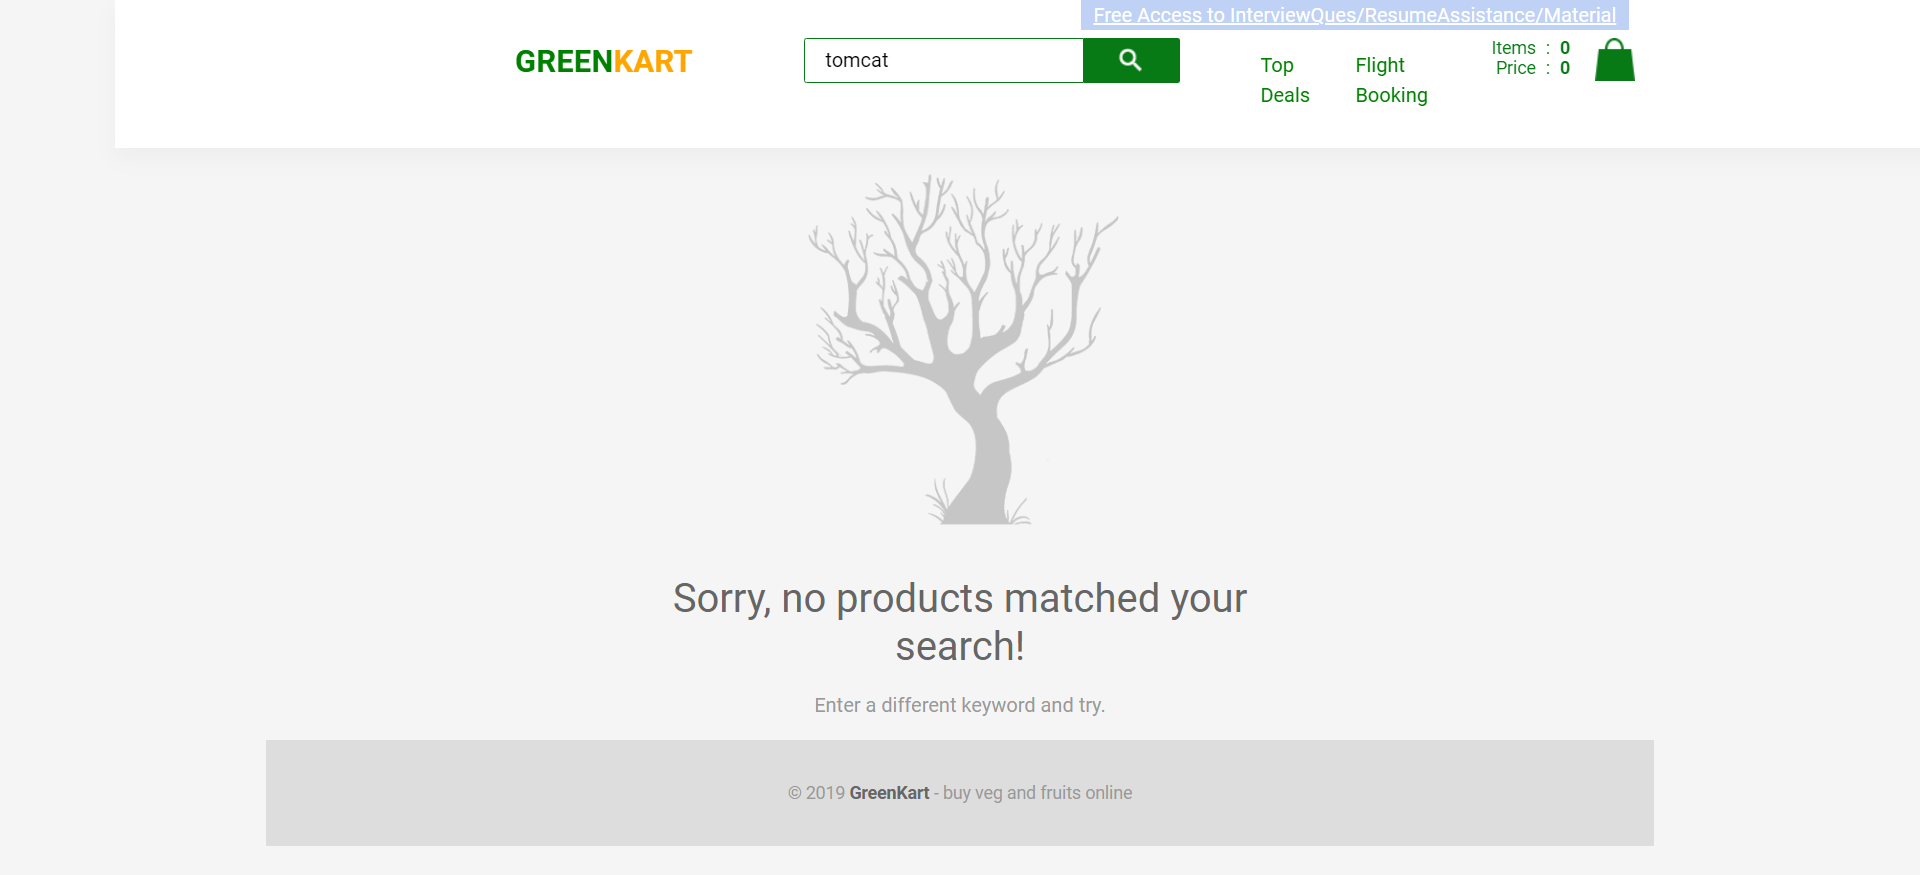 Free Access to InterviewQues/ResumeAssistance/Material
GREENKART
tomcat
Top
Deals
Flight
Booking
Items : 0
Price : 0
Sorry, no products matched your
search!
Enter a different keyword and try.
© 2019 GreenKart - buy veg and fruits online